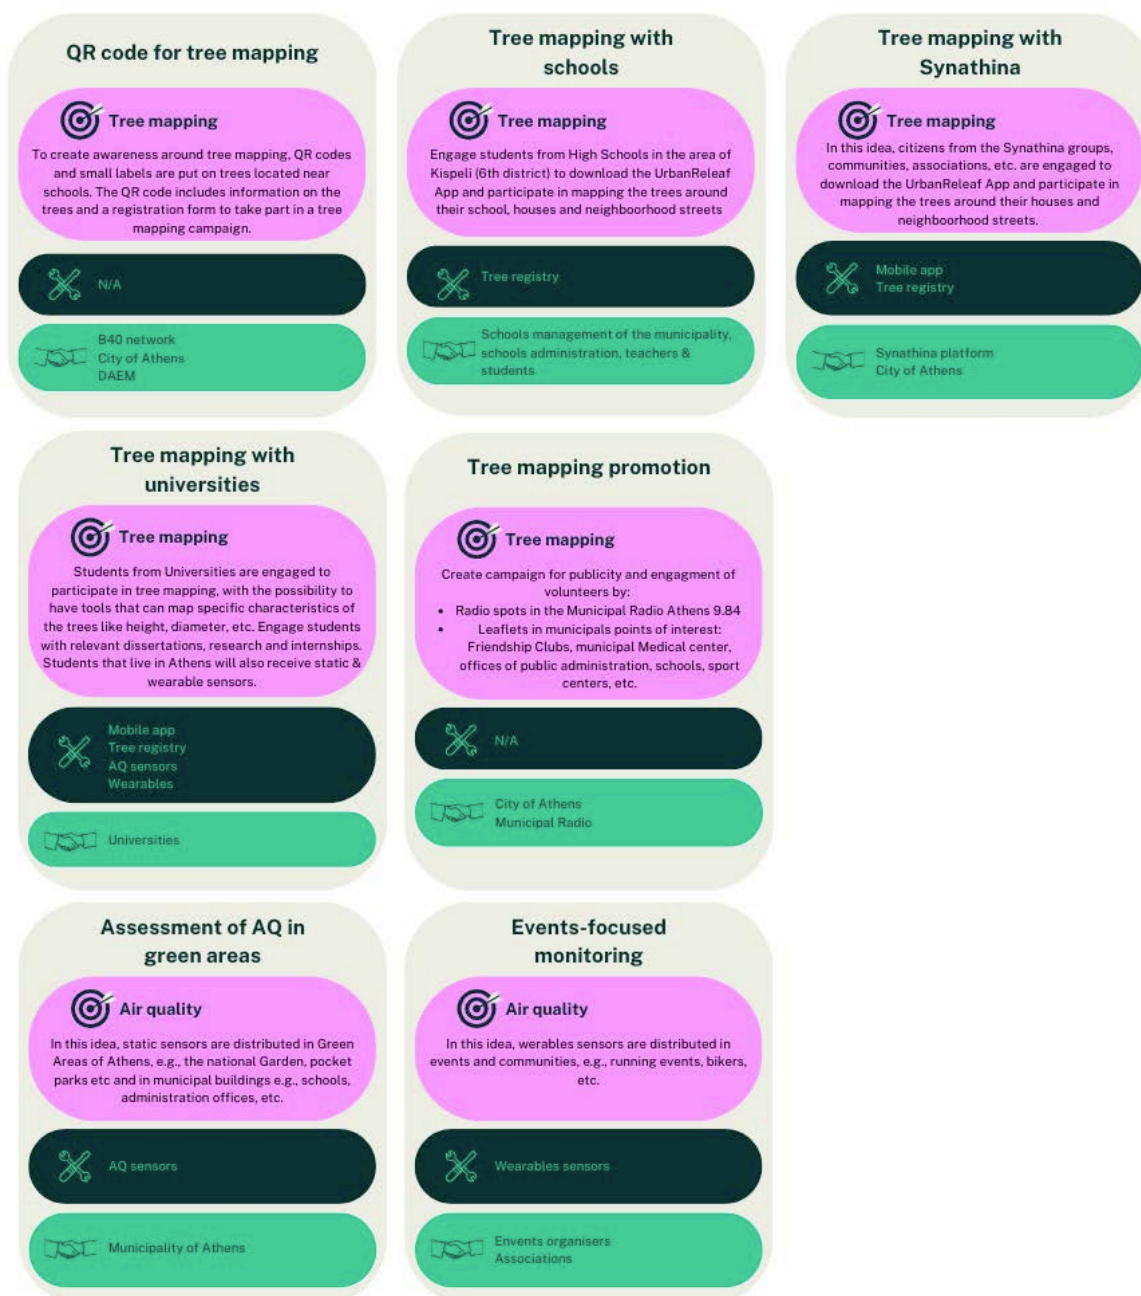 QR code for tree mapping
Tree mapping
To create awareness around tree mapping, QR codes
and small labels are put on trees located near
schools. The QR code includes information on the
trees and a registration form to take part in a tree
mapping campaign.
N/A
B40 network
City of Athens
DAEM
Tree mapping with
schools
Tree mapping
Engage students from High Schools in the area of
Kispeli (6th district) to download the UrbanReleaf
App and participate in mapping the trees around
their school, houses and neighboorhood streets
Tree registry
Schools management of the municipality,
schools administration, teachers &
students
Tree mapping with
Synathina
Tree mapping
In this idea, citizens from the Synathina groups,
communities, associations, etc. are engaged to
download the UrbanReleaf App and participate in
mapping the trees around their houses and
neighboorhood streets.
Mobile app
Tree registry
Synathina platform
City of Athens
Tree mapping with
universities
Tree mapping
Students from Universities are engaged to
participate in tree mapping, with the possibility to
have tools that can map specific characteristics of
the trees like height, diameter, etc. Engage students
with relevant dissertations, research and internships.
Students that live in Athens will also receive static &
wearable sensors.
Mobile app
Tree registry
AQ sensors
Wearables
Universities
Tree mapping promotion
Tree mapping
Create campaign for publicity and engagment of
volunteers by:
• Radio spots in the Municipal Radio Athens 9.84
• Leaflets in municipals points of interest:
Friendship Clubs, municipal Medical center,
offices of public administration, schools, sport
centers, etc.
N/A
City of Athens
Municipal Radio
Assessment of AQ in
green areas
Air quality
In this idea, static sensors are distributed in Green
Areas of Athens, e.g., the national Garden, pocket
parks etc and in municipal buildings e.g., schools,
administration offices, etc.
AQ sensors
Municipality of Athens
Events-focused
monitoring
Air quality
In this idea, werables sensors are distributed in
events and communities, e.g., running events, bikers,
etc.
Wearables sensors
Envents organisers
Associations